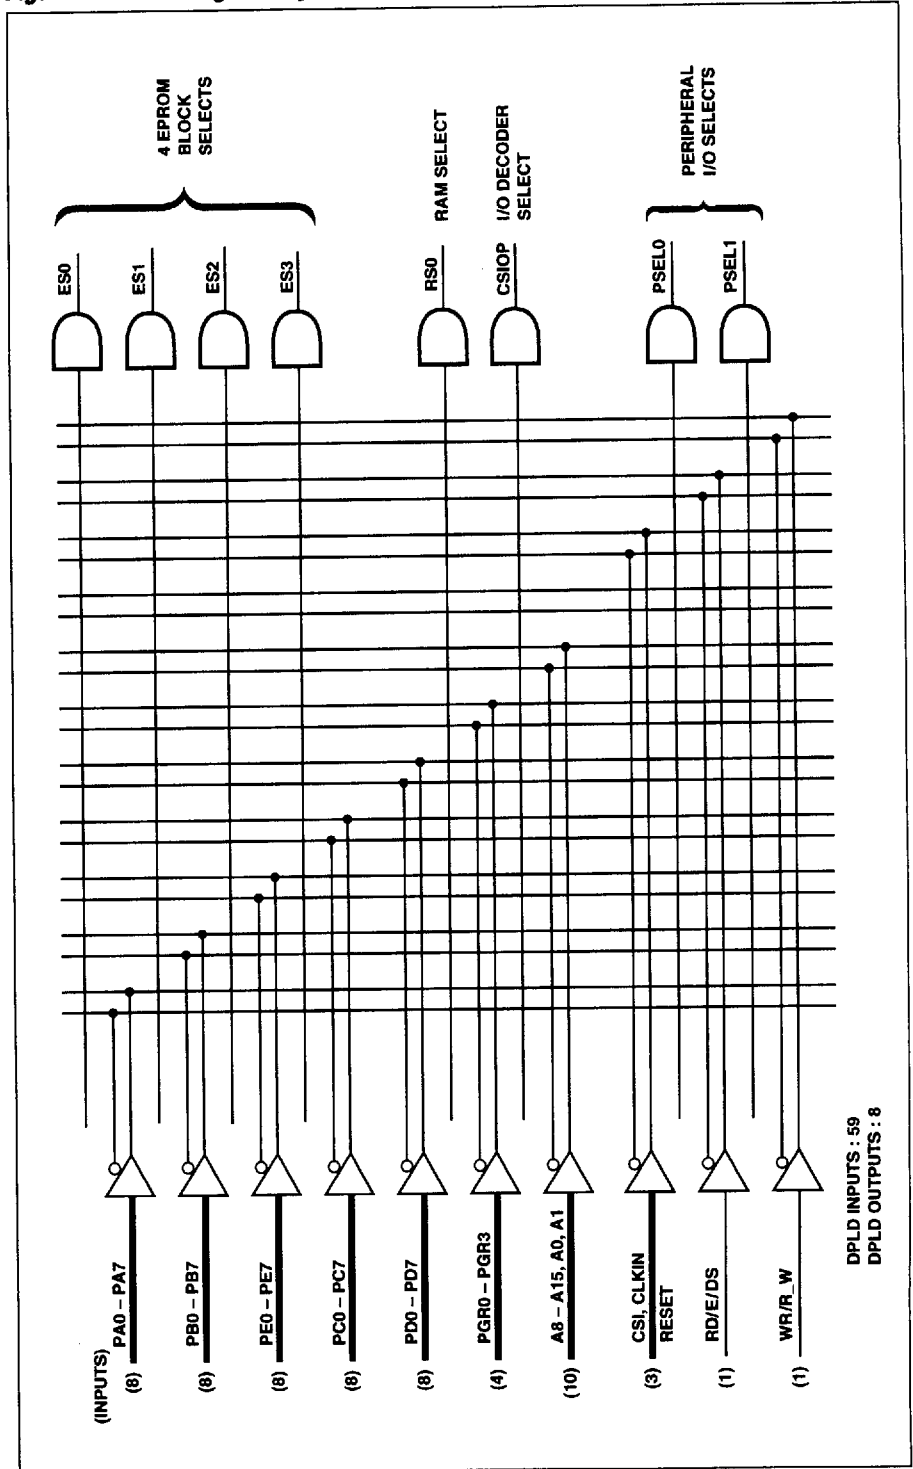 (INPUTS)
(8)
PA0 – PA7
(8)
PB0 – PB7
(8)
PE0 – PE7
(8)
PC0 – PC7
(8)
PD0 – PD7
(4)
PGR0 – PGR3
(10)
A8 – A15, A0, A1
(3)
CSI, CLKIN
RESET
(1)
RD/E/DS
(1)
WR/R_W
ES0
ES1
ES2
ES3
4 EPROM
BLOCK
SELECTS
RS0
RAM SELECT
CSIOP
I/O DECODER
SELECT
PSEL0
PSEL1
PERIPHERAL
I/O SELECTS
DPLD INPUTS : 59
DPLD OUTPUTS : 8